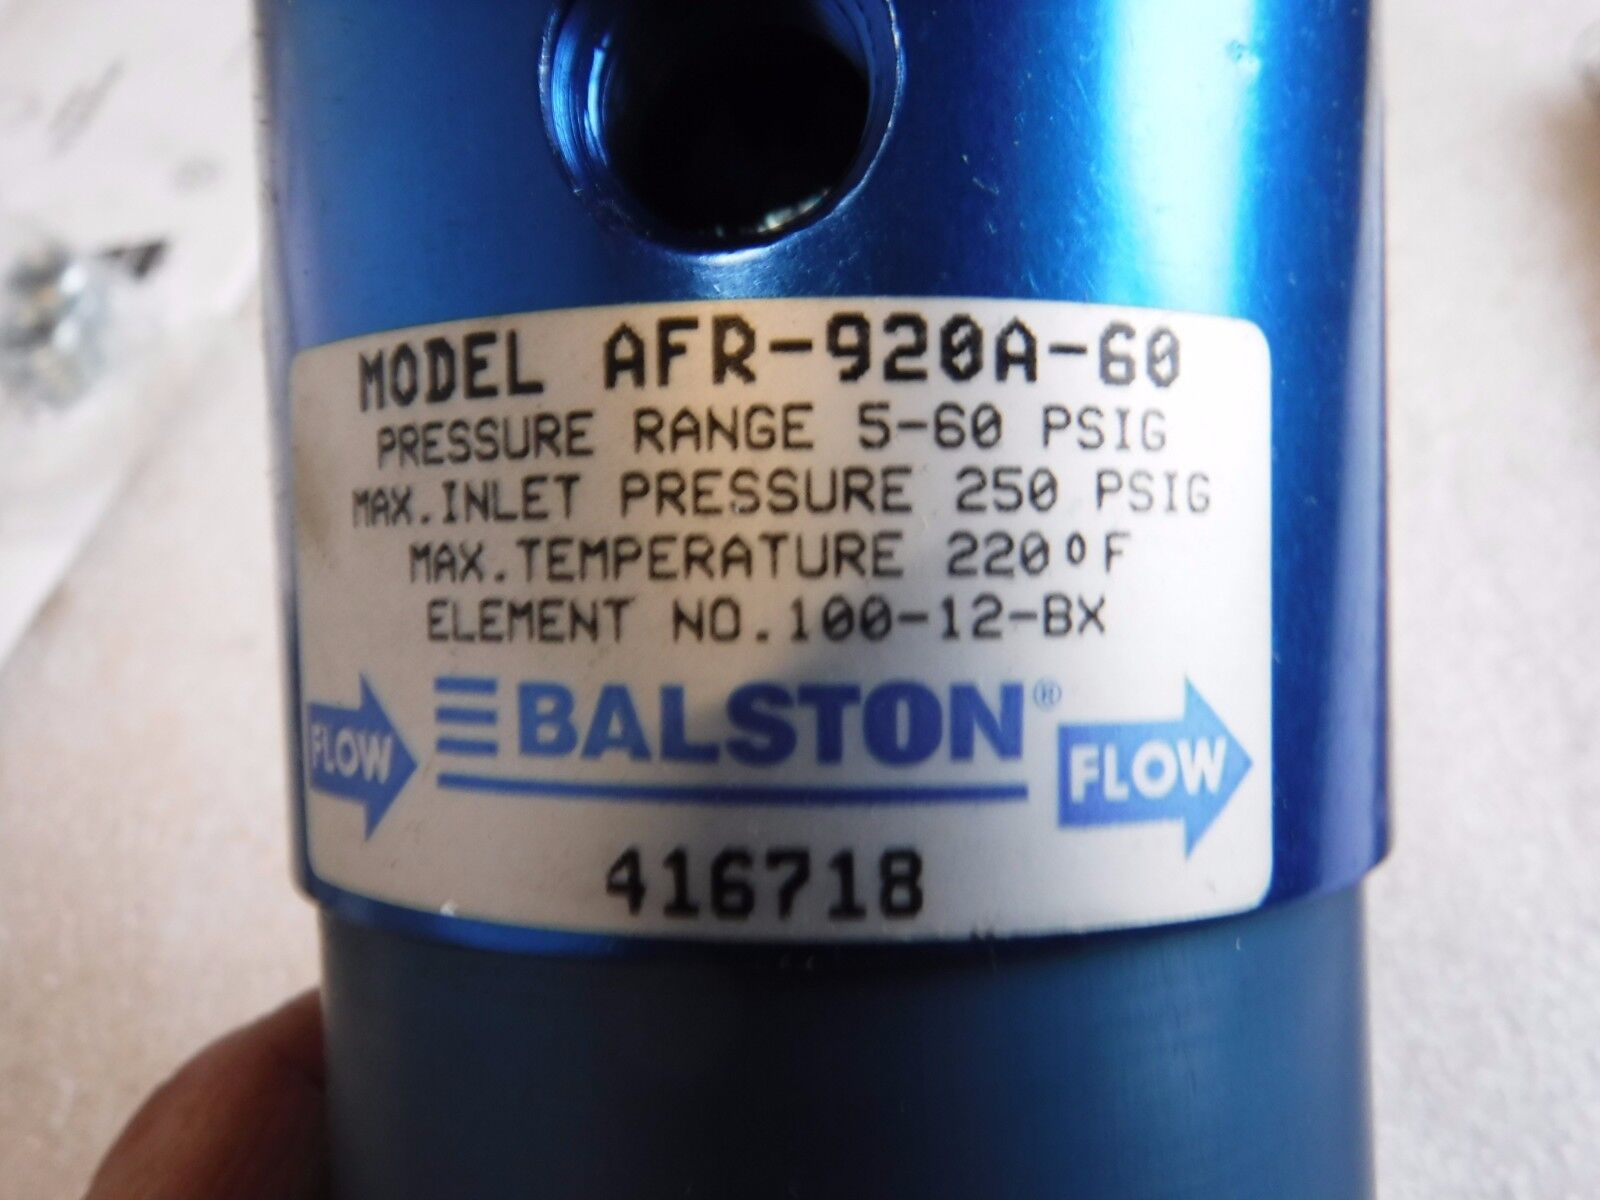 MODEL AFR-920A-60
PRESSURE RANGE 5-60 PSIG
MAX.INLET PRESSURE 250 PSIG
MAX.TEMPERATURE 220°F
ELEMENT NO.100-12-BX
FLOW BALSTON® FLOW
416718